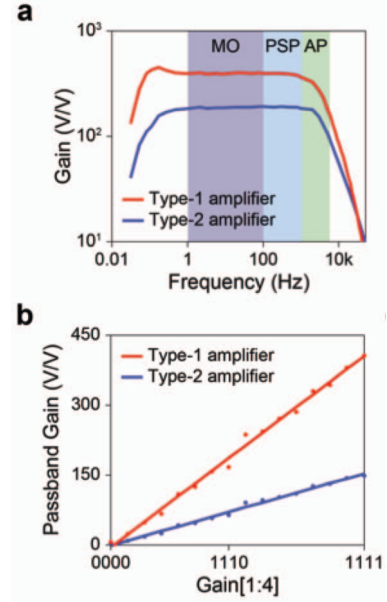 a
MO PSP AP
Gain (V/V)
10³
10²
10¹
Type-1 amplifier
Type-2 amplifier
0.01 1 100 10k
Frequency (Hz)
b
Passband Gain (V/V)
450
300
150
0
Type-1 amplifier
Type-2 amplifier
0000 1110 1111
Gain[1:4]